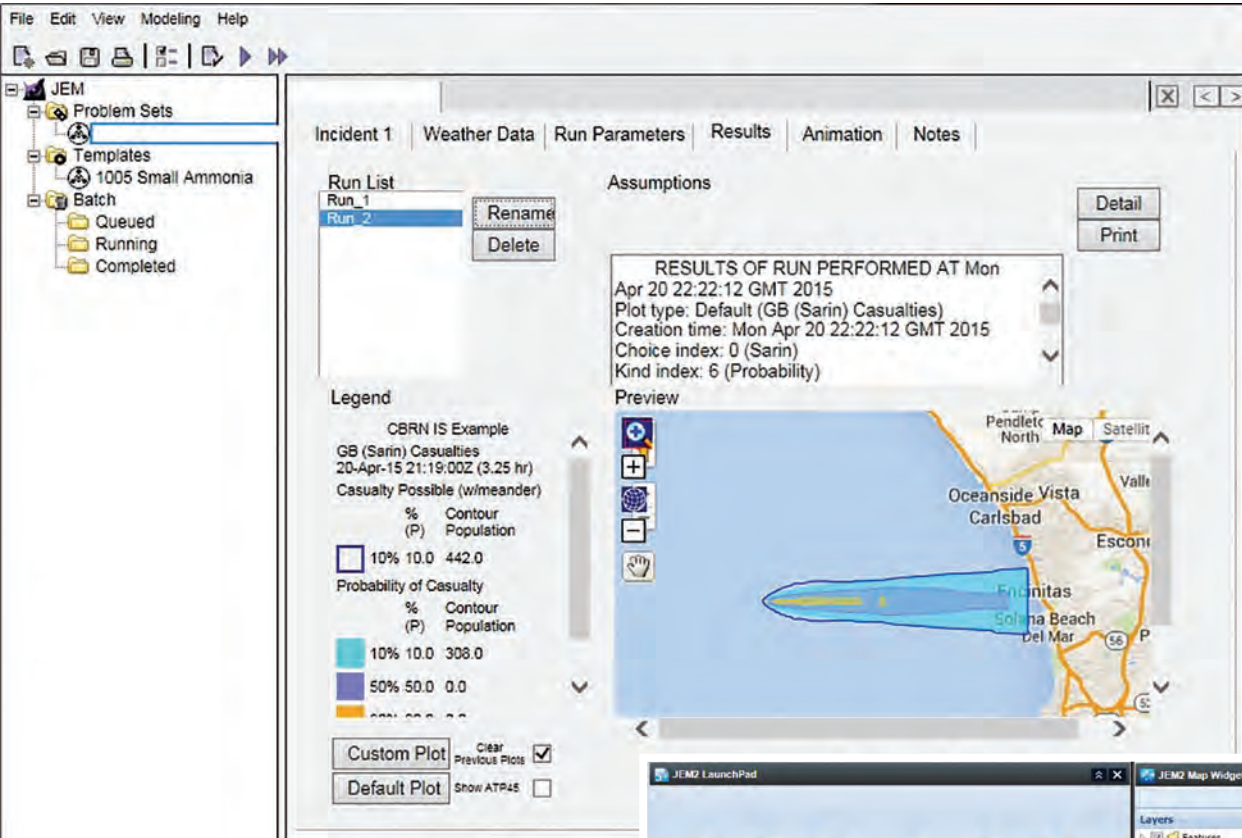 File Edit View Modeling Help
JEM
Problem Sets
Templates
1005 Small Ammonia
Batch
Queued
Running
Completed
Incident 1 Weather Data Run Parameters Results Animation Notes
Run List
Run_1
Run_2
Rename
Delete
Assumptions
Detail
Print
RESULTS OF RUN PERFORMED AT Mon
Apr 20 22:22:12 GMT 2015
Plot type: Default (GB (Sarin) Casualties)
Creation time: Mon Apr 20 22:22:12 GMT 2015
Choice index: 0 (Sarin)
Kind index: 6 (Probability)
Legend
CBRN IS Example
GB (Sarin) Casualties
20-Apr-15 21:19:00Z (3.25 hr)
Casualty Possible (w/meander)
% Contour
(P) Population
10% 10.0 442.0
Probability of Casualty
% Contour
(P) Population
10% 10.0 308.0
50% 50.0 0.0
Custom Plot
Clear
Previous Plots
Default Plot
Show ATP45
Preview
Pendletc
North
Map
Satellit
Oceanside
Vista
Valle
Carlsbad
5
Escon
Encinitas
Solana Beach
Del Mar
56
P
JEM2 LaunchPad
JEM2 Map Widge
Layers
Features